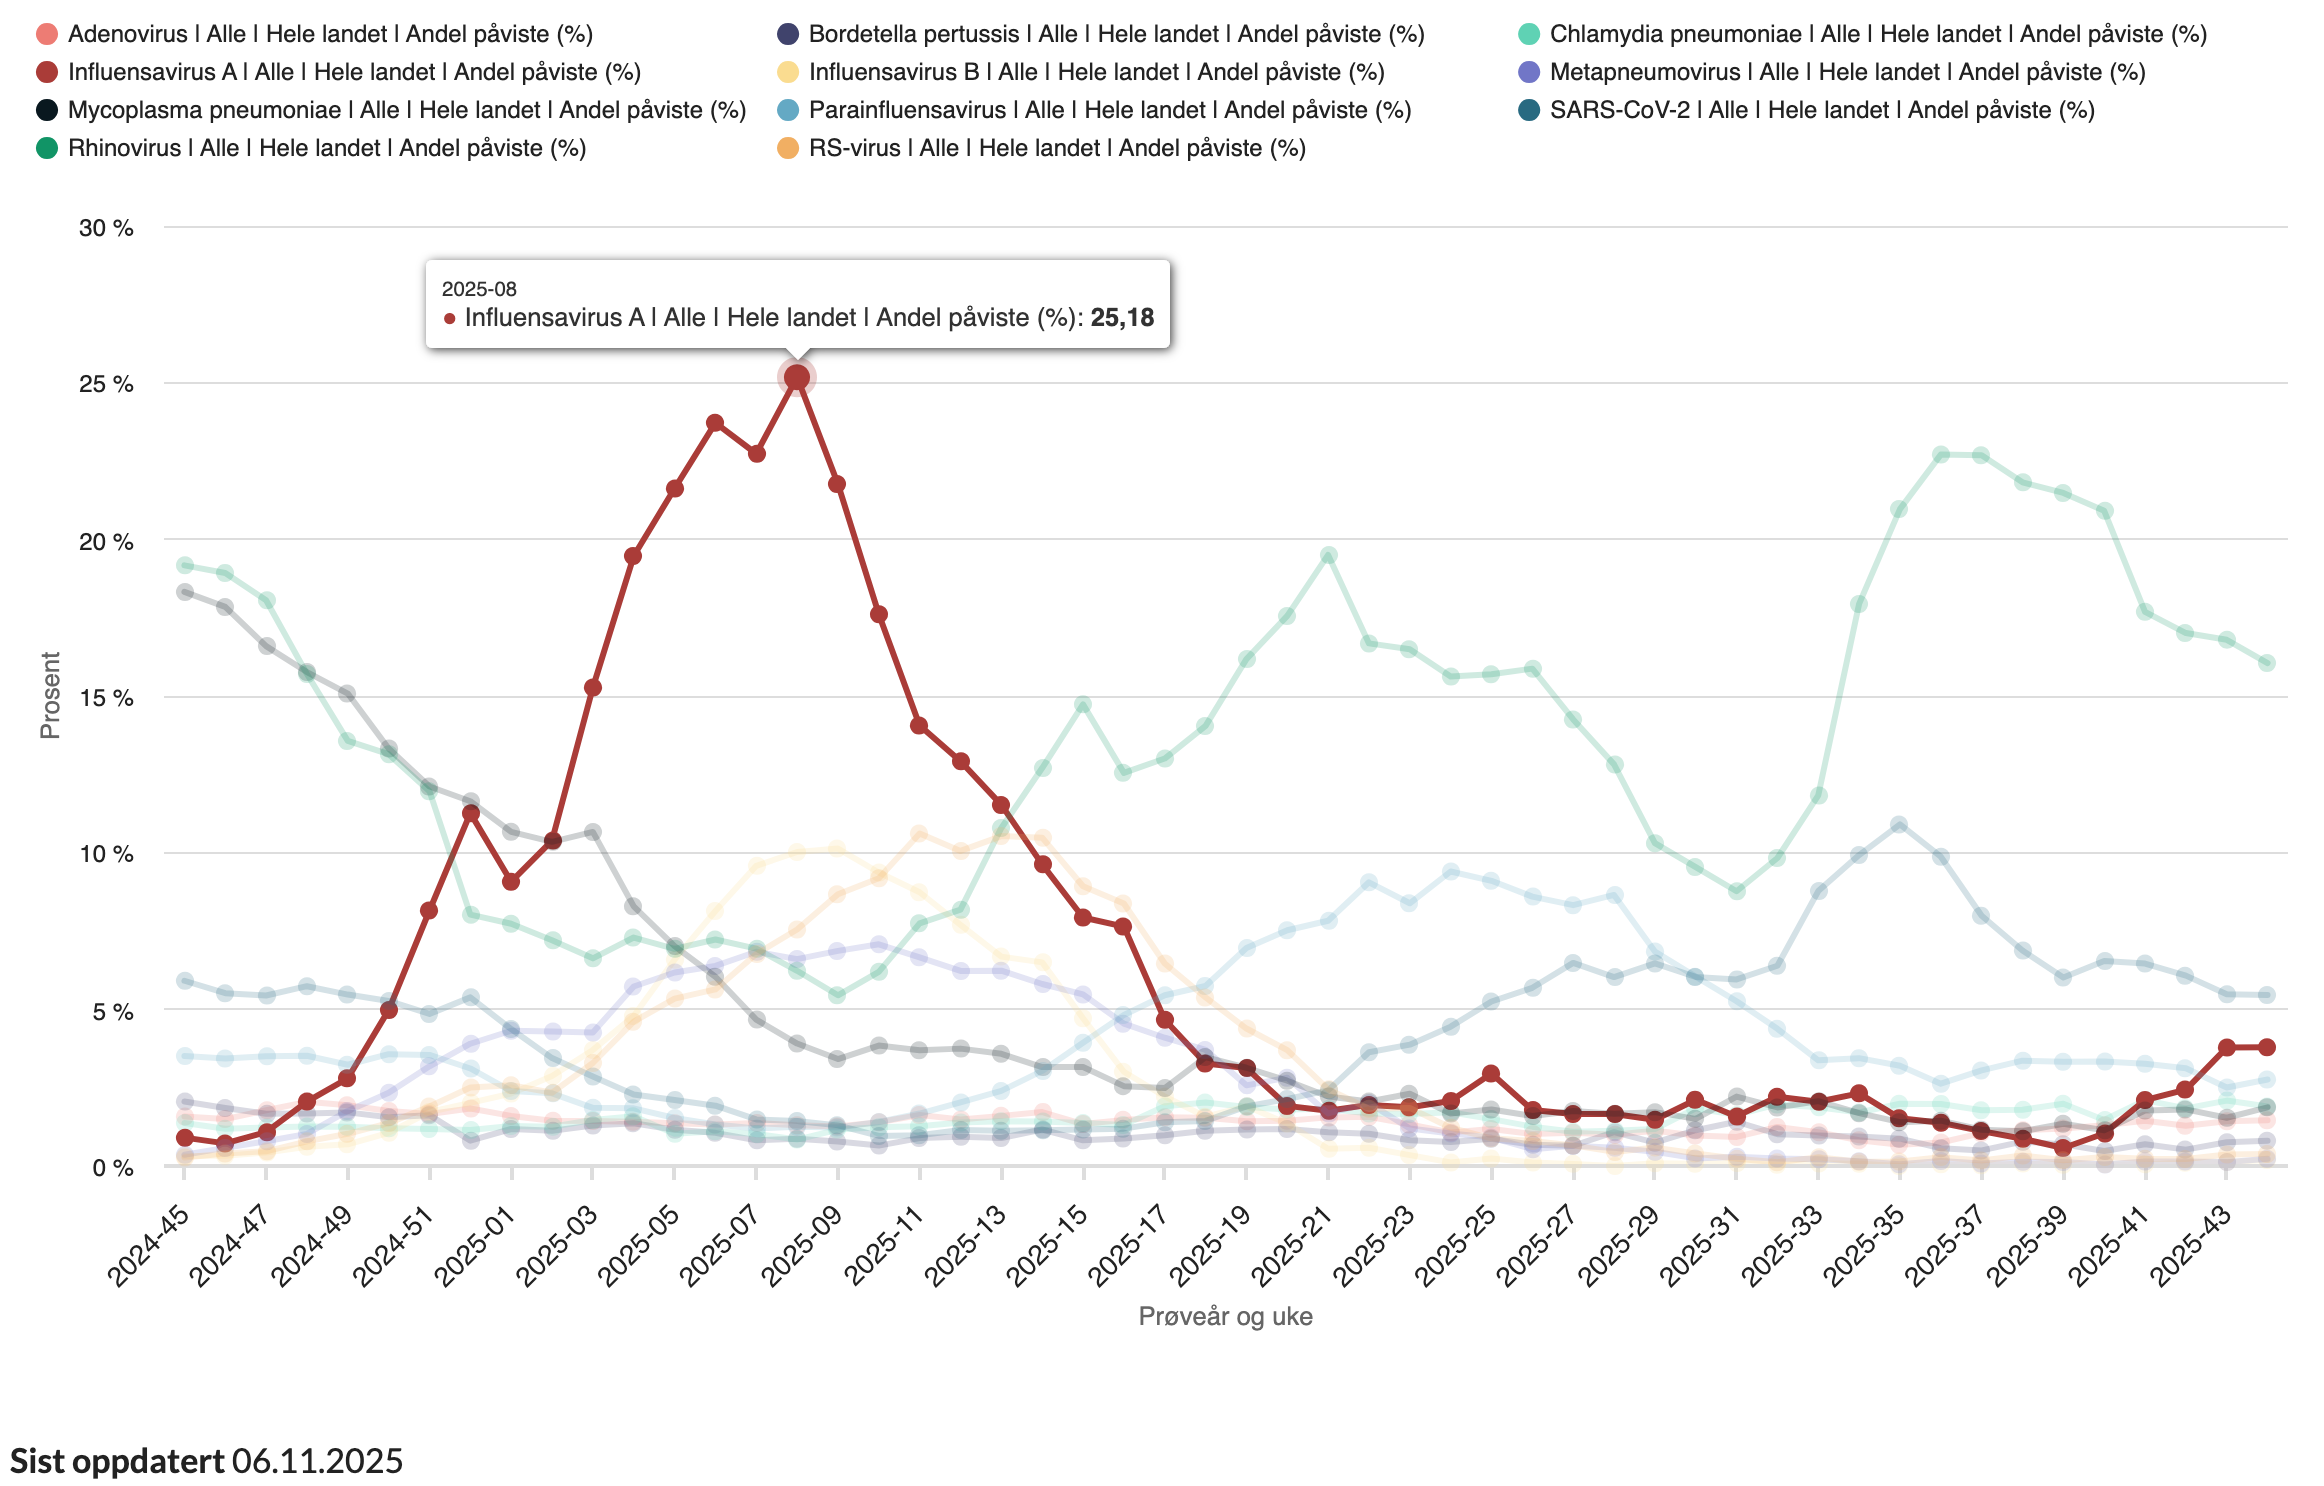 Adenovirus | Alle | Hele landet | Andel påviste (%)
Bordetella pertussis | Alle | Hele landet | Andel påviste (%)
Chlamydia pneumoniae | Alle | Hele landet | Andel påviste (%)
Influensavirus A | Alle | Hele landet | Andel påviste (%)
Influensavirus B | Alle | Hele landet | Andel påviste (%)
Metapneumovirus | Alle | Hele landet | Andel påviste (%)
Mycoplasma pneumoniae | Alle | Hele landet | Andel påviste (%)
Parainfluensavirus | Alle | Hele landet | Andel påviste (%)
SARS-CoV-2 | Alle | Hele landet | Andel påviste (%)
Rhinovirus | Alle | Hele landet | Andel påviste (%)
RS-virus | Alle | Hele landet | Andel påviste (%)
30 %
2025-08
Influensavirus A | Alle | Hele landet | Andel påviste (%): 25,18
25 %
20 %
15 %
10 %
5 %
0 %
Prosent
2024-45
2024-47
2024-49
2024-51
2025-01
2025-03
2025-05
2025-07
2025-09
2025-11
2025-13
2025-15
2025-17
2025-19
2025-21
2025-23
2025-25
2025-27
2025-29
2025-31
2025-33
2025-35
2025-37
2025-39
2025-41
2025-43
Prøveår og uke
Sist oppdatert 06.11.2025